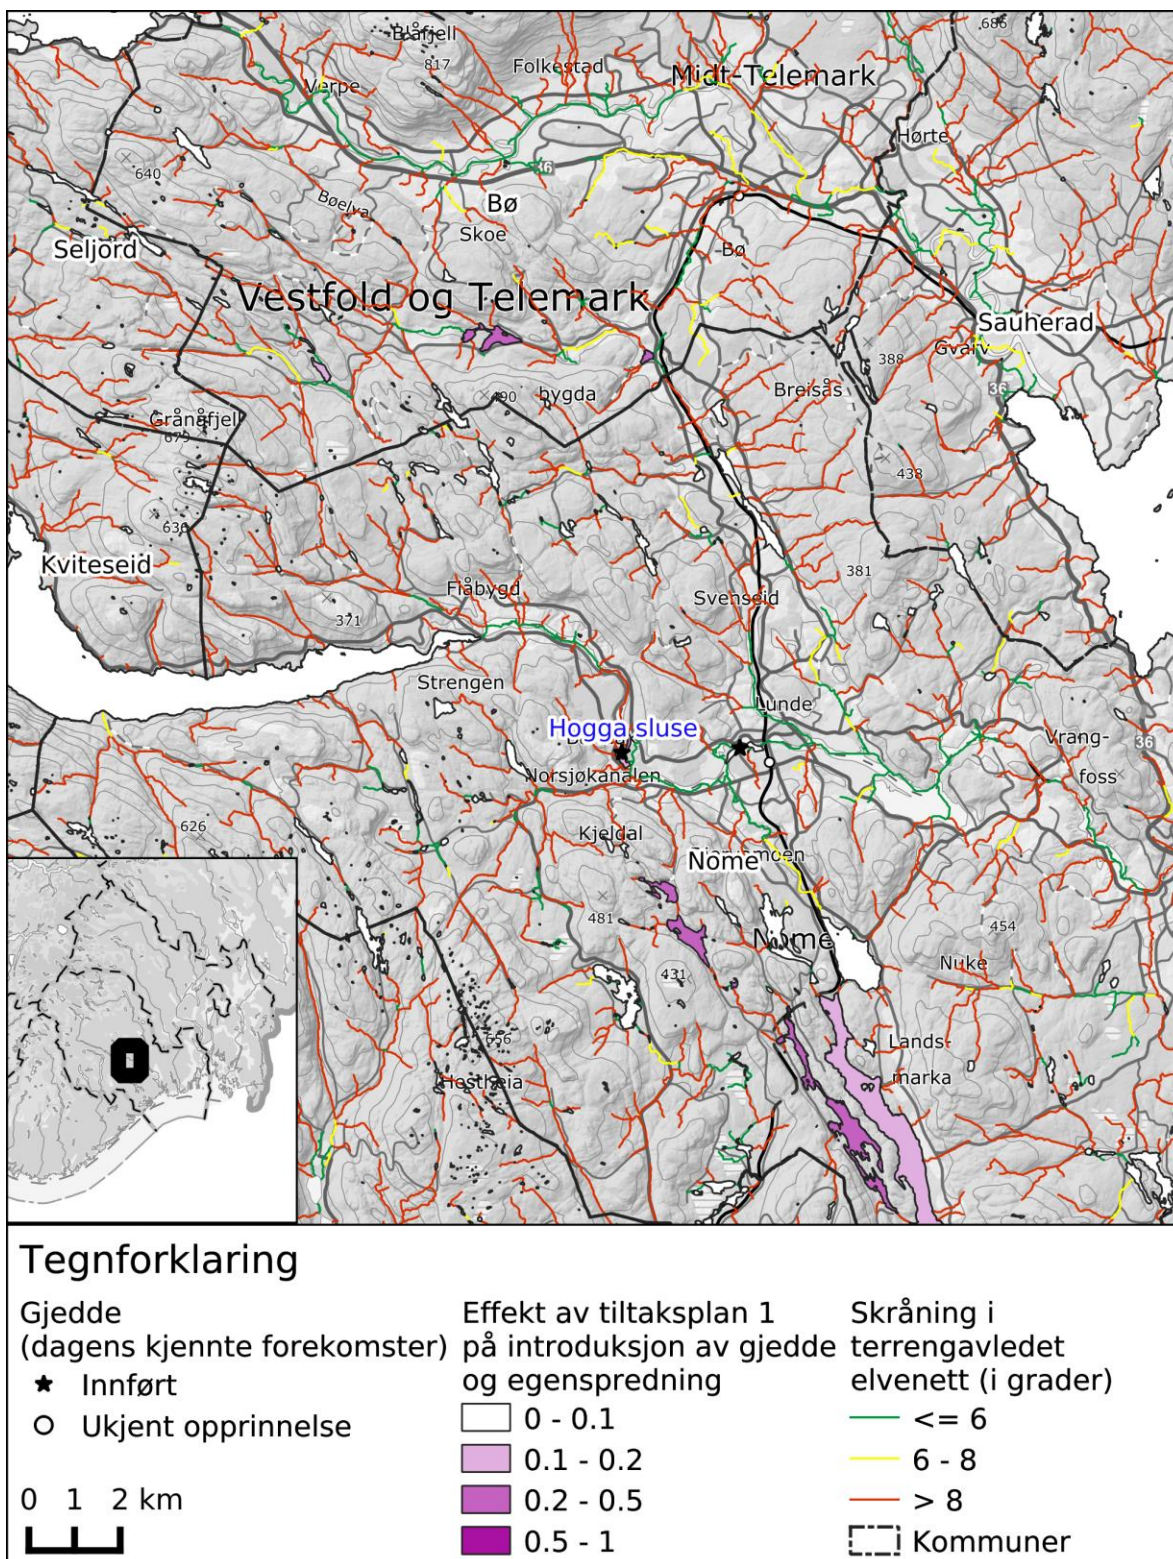 Blåfjell
817
686
Folkestad
Midt-Telemark
Verpe
Hørte
640
36
Bøelva
Bø
Skoe
Seljord
Bø
Vestfold og Telemark
Sauherad
Gvarv
388
36
490
bygda
Breisås
Grånåfjell
679
438
636
Kviteseid
Flåbygd
381
Svenseid
371
Strengen
Lunde
Hogga sluse
Vrang-
foss
36
Norsjøkanalen
626
Kjeldal
Nome
481
Nome
454
431
Nuke
656
Lands-
marka
Hestheia
Tegnforklaring
Gjedde
(dagens kjente forekomster)
Innført
Ukjent opprinnelse
0 1 2 km
Effekt av tiltaksplan 1
på introduksjon av gjedde
og egenspredning
0 - 0.1
0.1 - 0.2
0.2 - 0.5
0.5 - 1
Skråning i
terrengavledet
elvenett (i grader)
<= 6
6 - 8
> 8
Kommuner